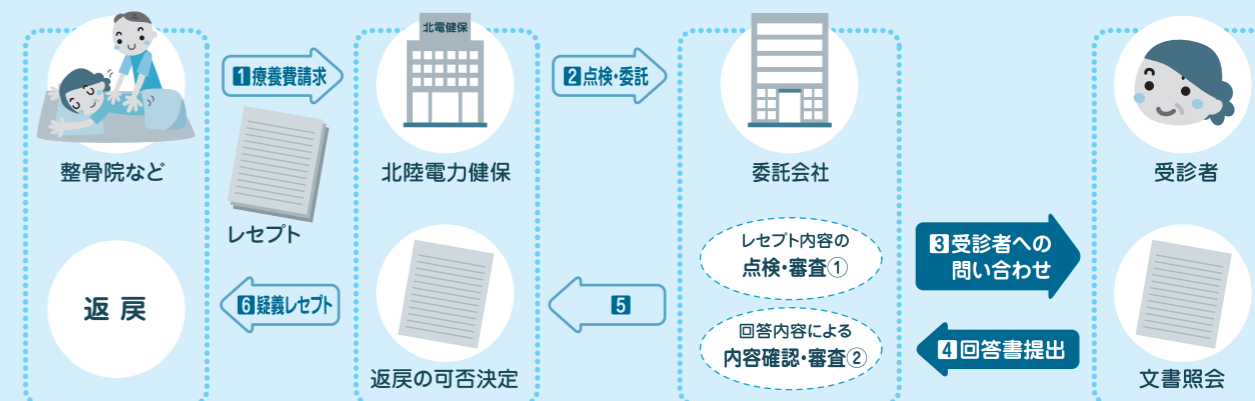 北電健保
1療養費請求
2点検・委託
整骨院など
北陸電力健保
委託会社
受診者
レセプト
レセプト内容の
点検・審査①
3受診者への
問い合わせ
返戻
6疑義レセプト
5
回答内容による
内容確認・審査②
4回答書提出
返戻の可否決定
文書照会